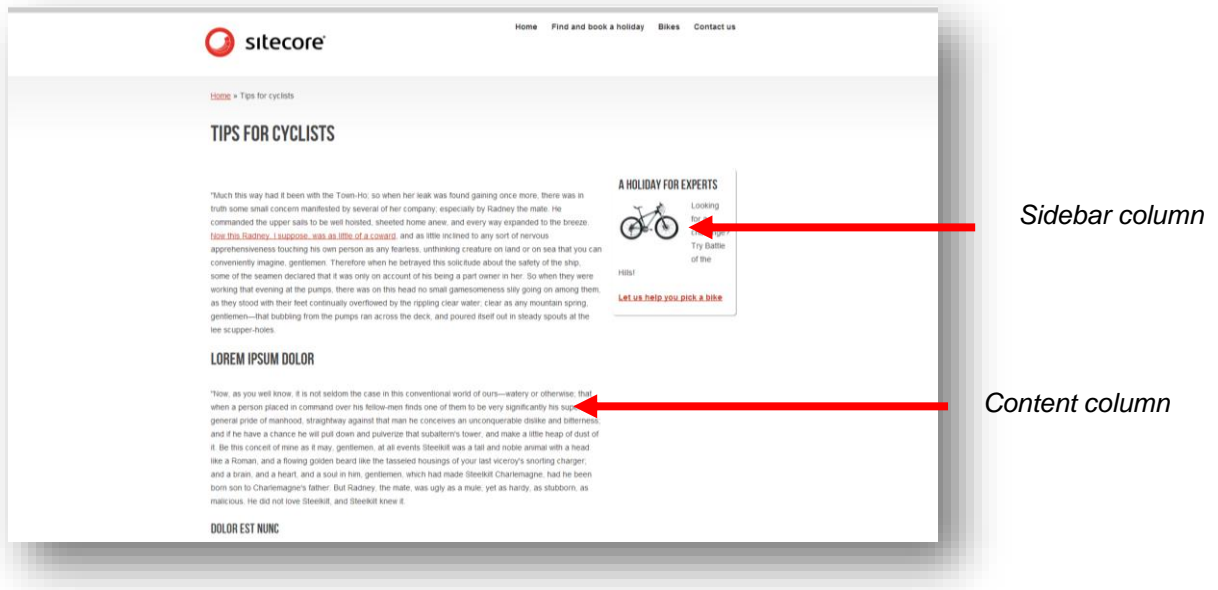 Home Find and book a holiday Bikes Contact us
sitecore
Home » Tips for cyclists
TIPS FOR CYCLISTS
"Much this way had it been with the Town-Ho; so when her leak was found gaining once more, there was in
truth some small concern manifested by several of her company; especially by Radney the mate. He
commanded the upper sails to be well hoisted, sheeted home anew, and every way expanded to the breeze.
Now this Radney, I suppose, was as little of a coward, and as little inclined to any sort of nervous
apprehensiveness touching his own person as any fearless, unthinking creature on land or on sea that you can
conveniently imagine, gentlemen. Therefore when he betrayed this solicitude about the safety of the ship,
some of the seamen declared that it was only on account of his being a part owner in her. So when they were
working that evening at the pumps, there was on this head no small gamesomeness slily going on among them,
as they stood with their feet continually overflowed by the rippling clear water; clear as any mountain spring,
gentlemen—that bubbling from the pumps ran across the deck, and poured itself out in steady spouts at the
lee scupper-holes.
A HOLIDAY FOR EXPERTS
Looking
for a
Try Battle
of the
Hills!
Let us help you pick a bike
Sidebar column
LOREM IPSUM DOLOR
"Now, as you well know, it is not seldom the case in this conventional world of ours—watery or otherwise; that
when a person placed in command over his fellow-men finds one of them to be very significantly his
general pride of manhood, straightway against that man he conceives an unconquerable dislike and bitterness;
and if he have a chance he will pull down and pulverize that subaltern's tower, and make a little heap of dust of
it. Be this conceit of mine as it may, gentlemen, at all events Steelkilt was a tall and noble animal with a head
like a Roman, and a flowing golden beard like the tasseled housings of your last viceroy's snorting charger;
and a brain, and a heart, and a soul in him, gentlemen, which had made Steelkilt Charlemagne, had he been
born son to Charlemagne's father. But Radney, the mate, was ugly as a mule; yet as hardy, as stubborn, as
malicious. He did not love Steelkilt, and Steelkilt knew it.
Content column
DOLOR EST NUNC